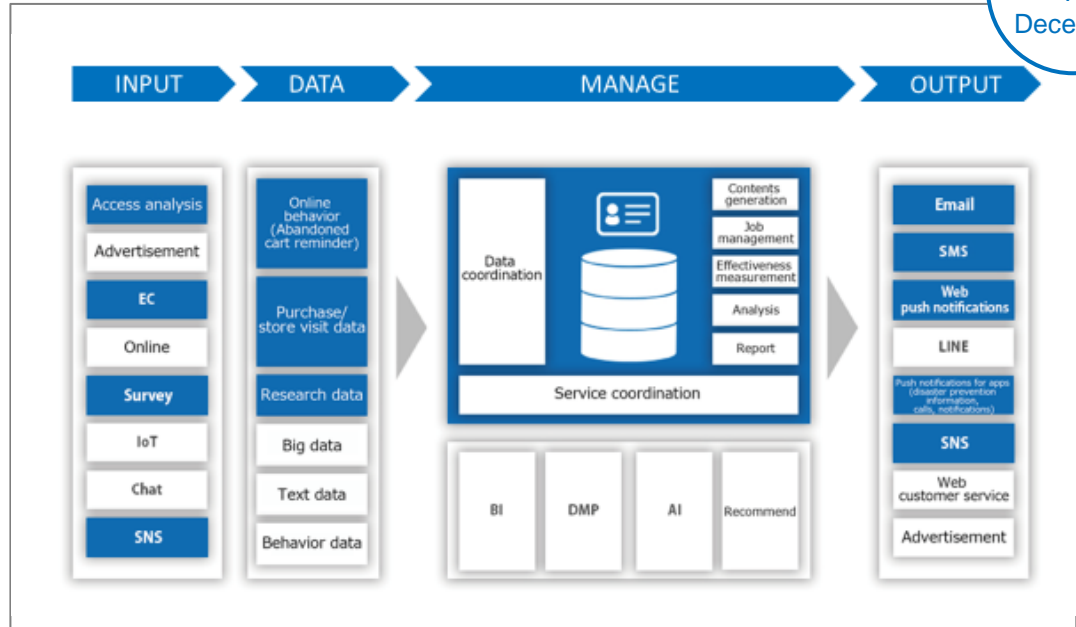 Dece
INPUT
DATA
MANAGE
OUTPUT
Access analysis
Advertisement
EC
Online
Survey
IoT
Chat
SNS
Online
behavior
(Abandoned
cart reminder)
Purchase/
store visit data
Research data
Big data
Text data
Behavior data
Data
coordination
Contents
generation
Job
management
Effectiveness
measurement
Analysis
Report
Service coordination
BI
DMP
AI
Recommend
Email
SMS
Web
push notifications
LINE
Push notifications for apps
(disaster prevention
information,
calls, notifications)
SNS
Web
customer service
Advertisement